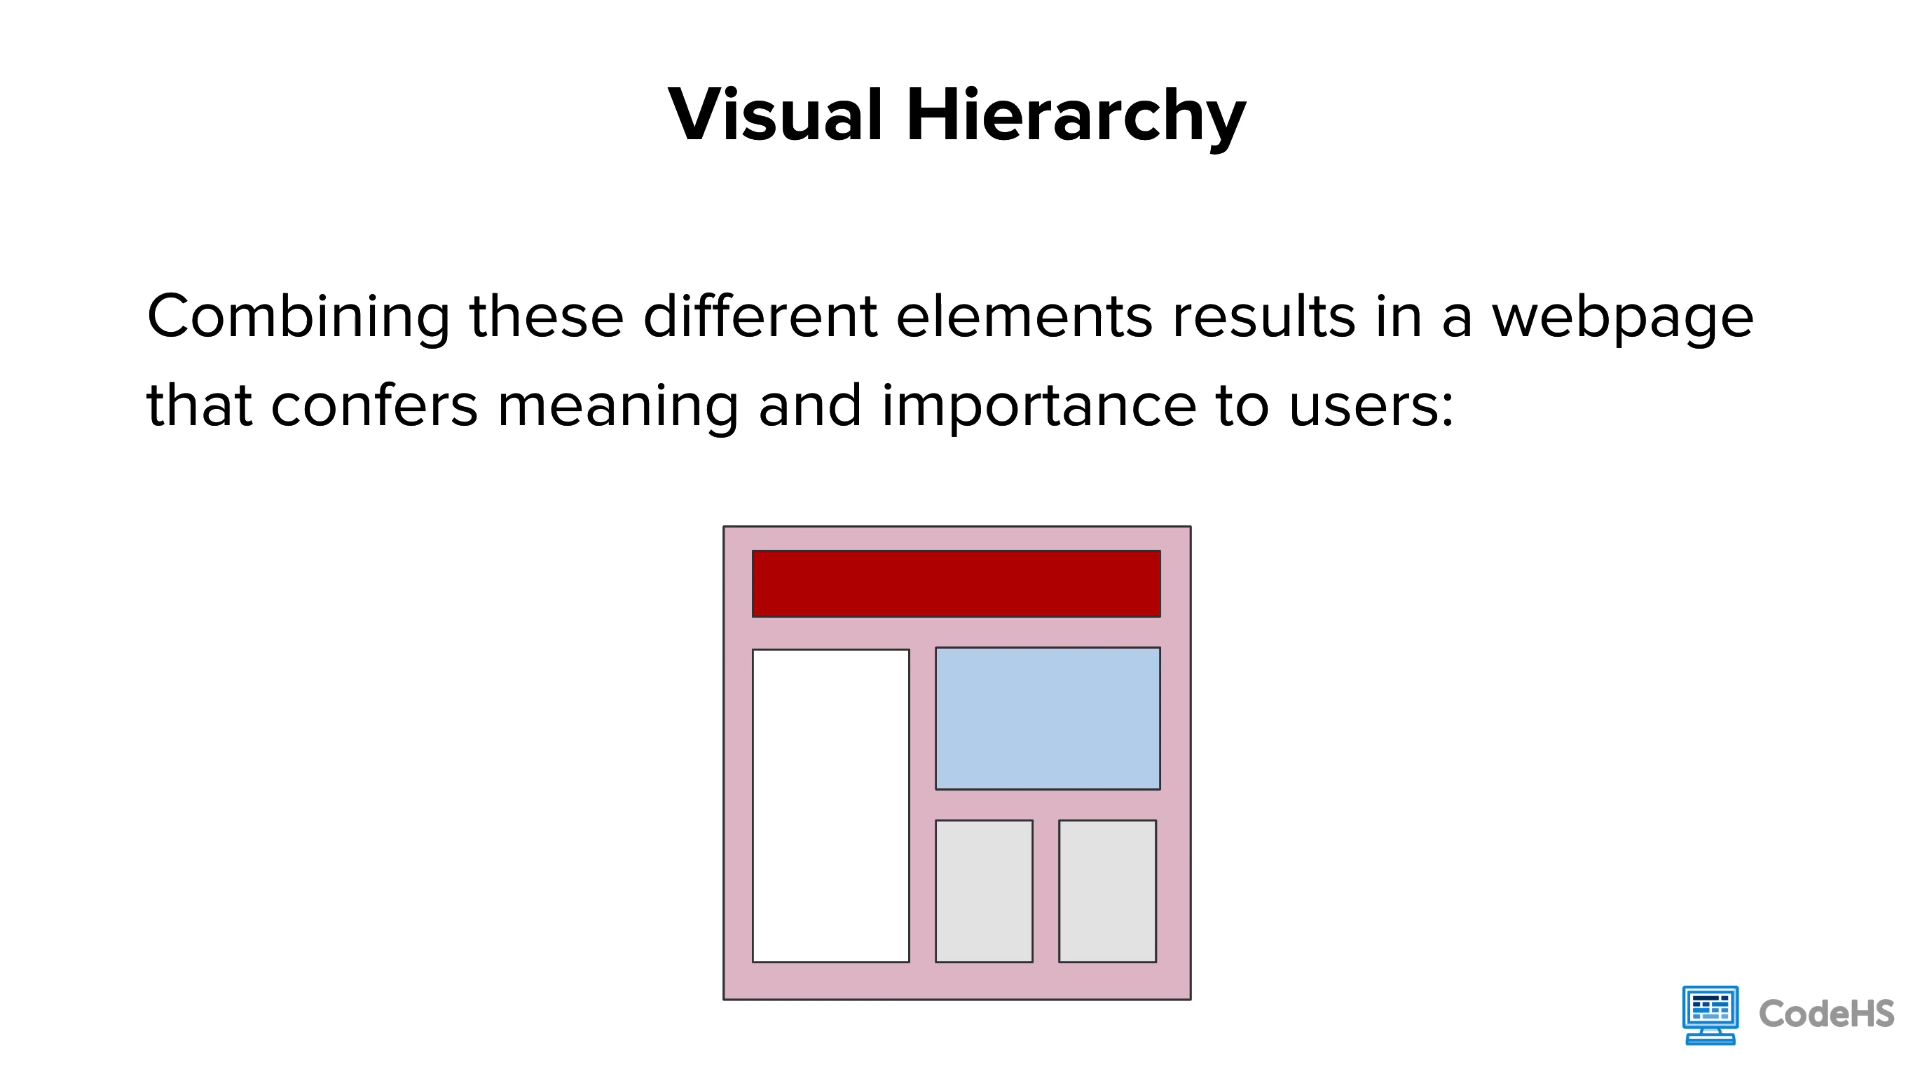 Visual Hierarchy
Combining these different elements results in a webpage
that confers meaning and importance to users:
CodeHS